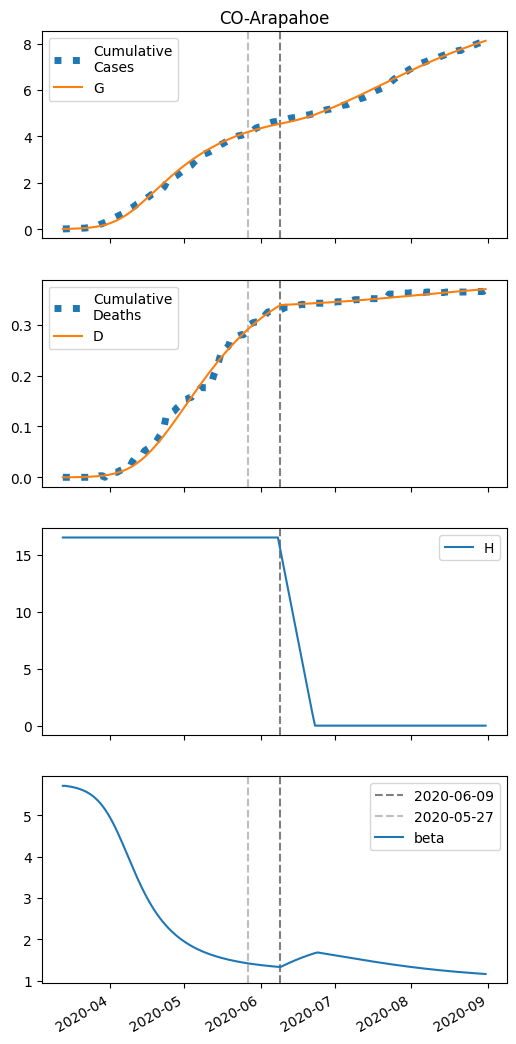 CO-Arapahoe
8
6
4
2
0
Cumulative
Cases
G
0.3
0.2
0.1
0.0
Cumulative
Deaths
D
15
10
5
0
H
5
4
3
2
1
2020-06-09
2020-05-27
beta
2020-04
2020-05
2020-06
2020-07
2020-08
2020-09